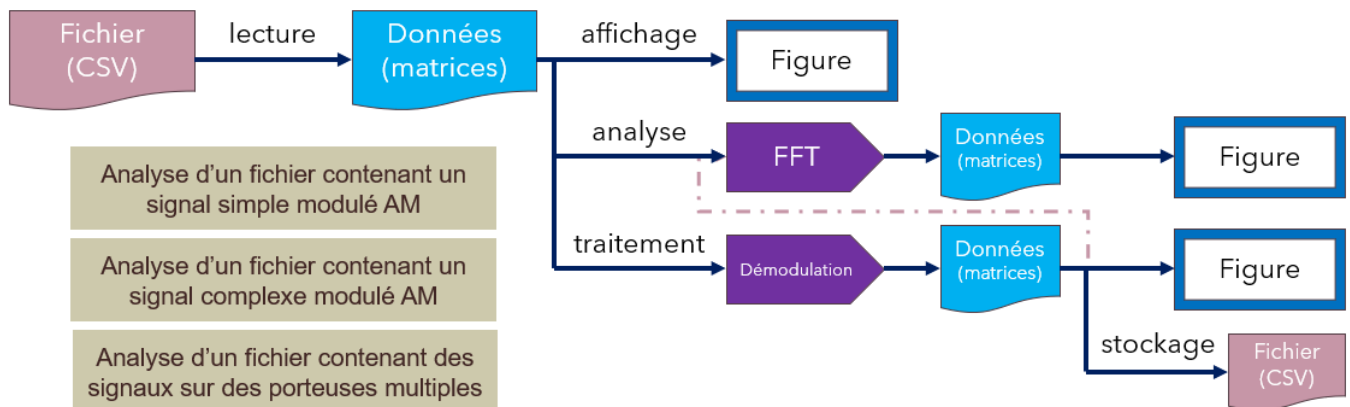 Fichier
(CSV)
lecture
Données
(matrices)
affichage
Figure
analyse
FFT
Données
(matrices)
Figure
Analyse d'un fichier contenant un
signal simple modulé AM
traitement
Démodulation
Données
(matrices)
Figure
Analyse d'un fichier contenant un
signal complexe modulé AM
Analyse d'un fichier contenant des
signaux sur des porteuses multiples
stockage
Fichier
(CSV)